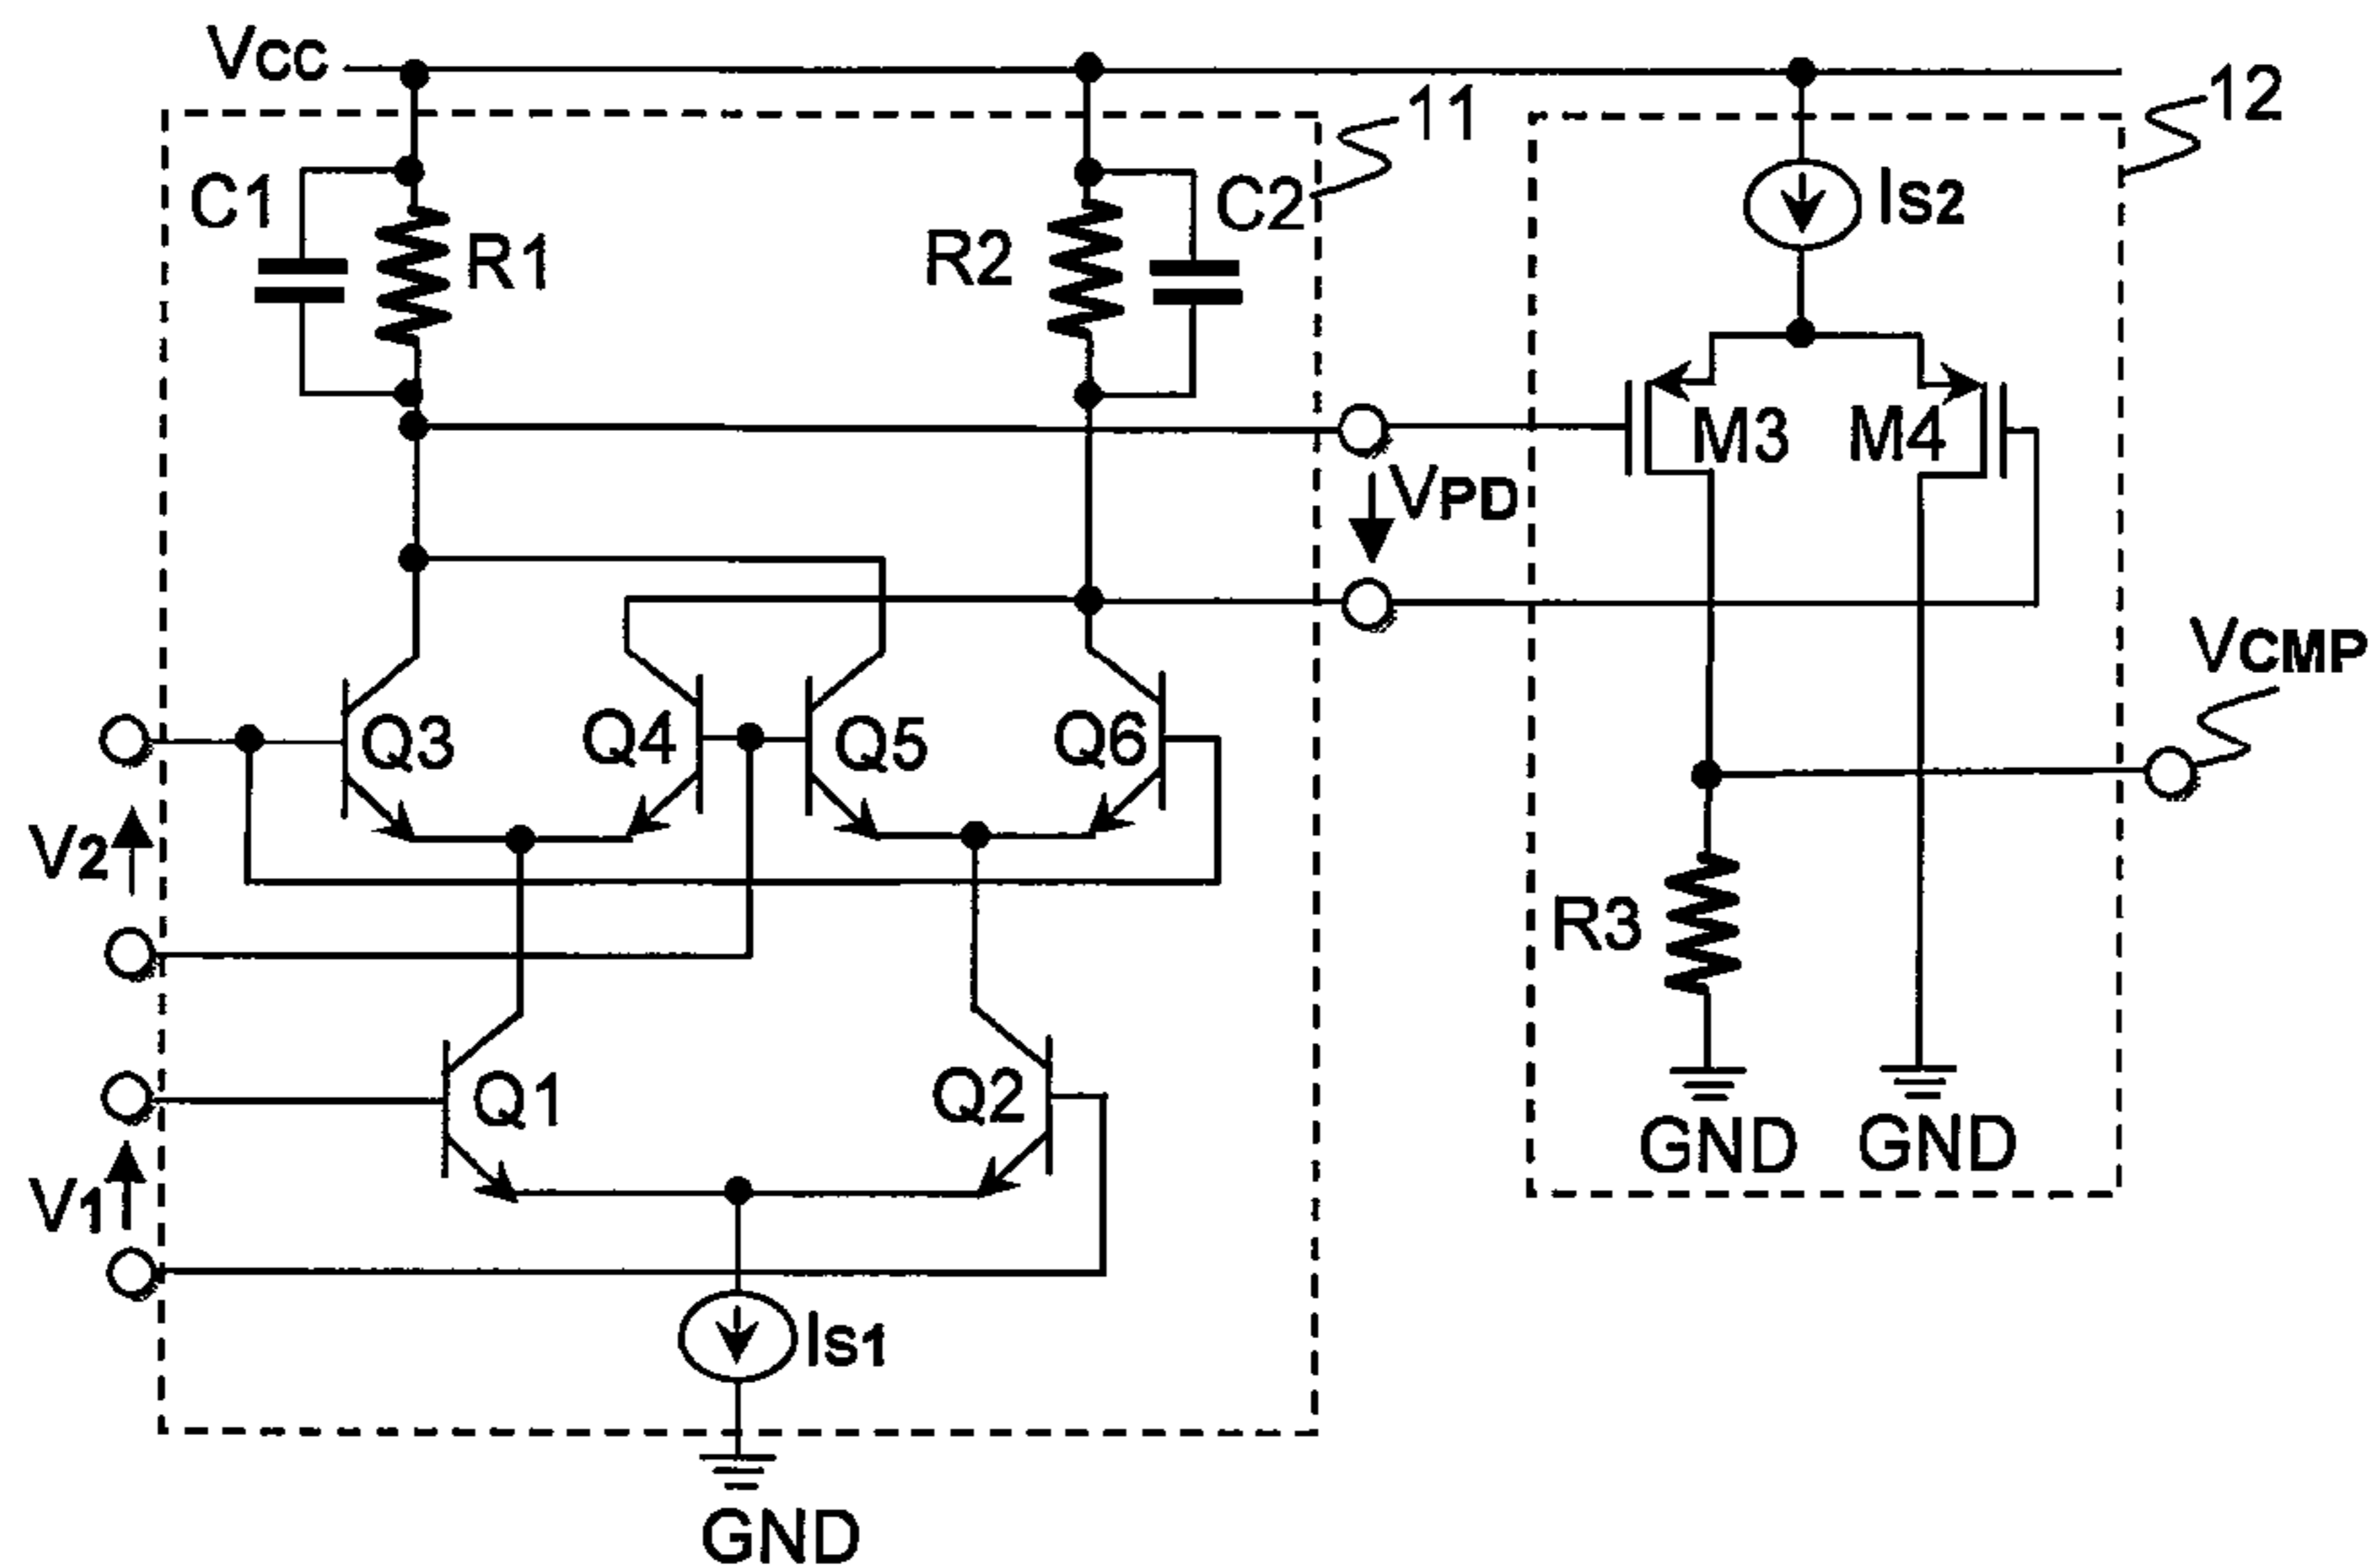 VCC
11
12
C1
R1
R2
C2
IS2
M3
M4
VPD
VCMP
Q3
Q4
Q5
Q6
V2
R3
Q1
Q2
V1
GND
GND
IS1
GND